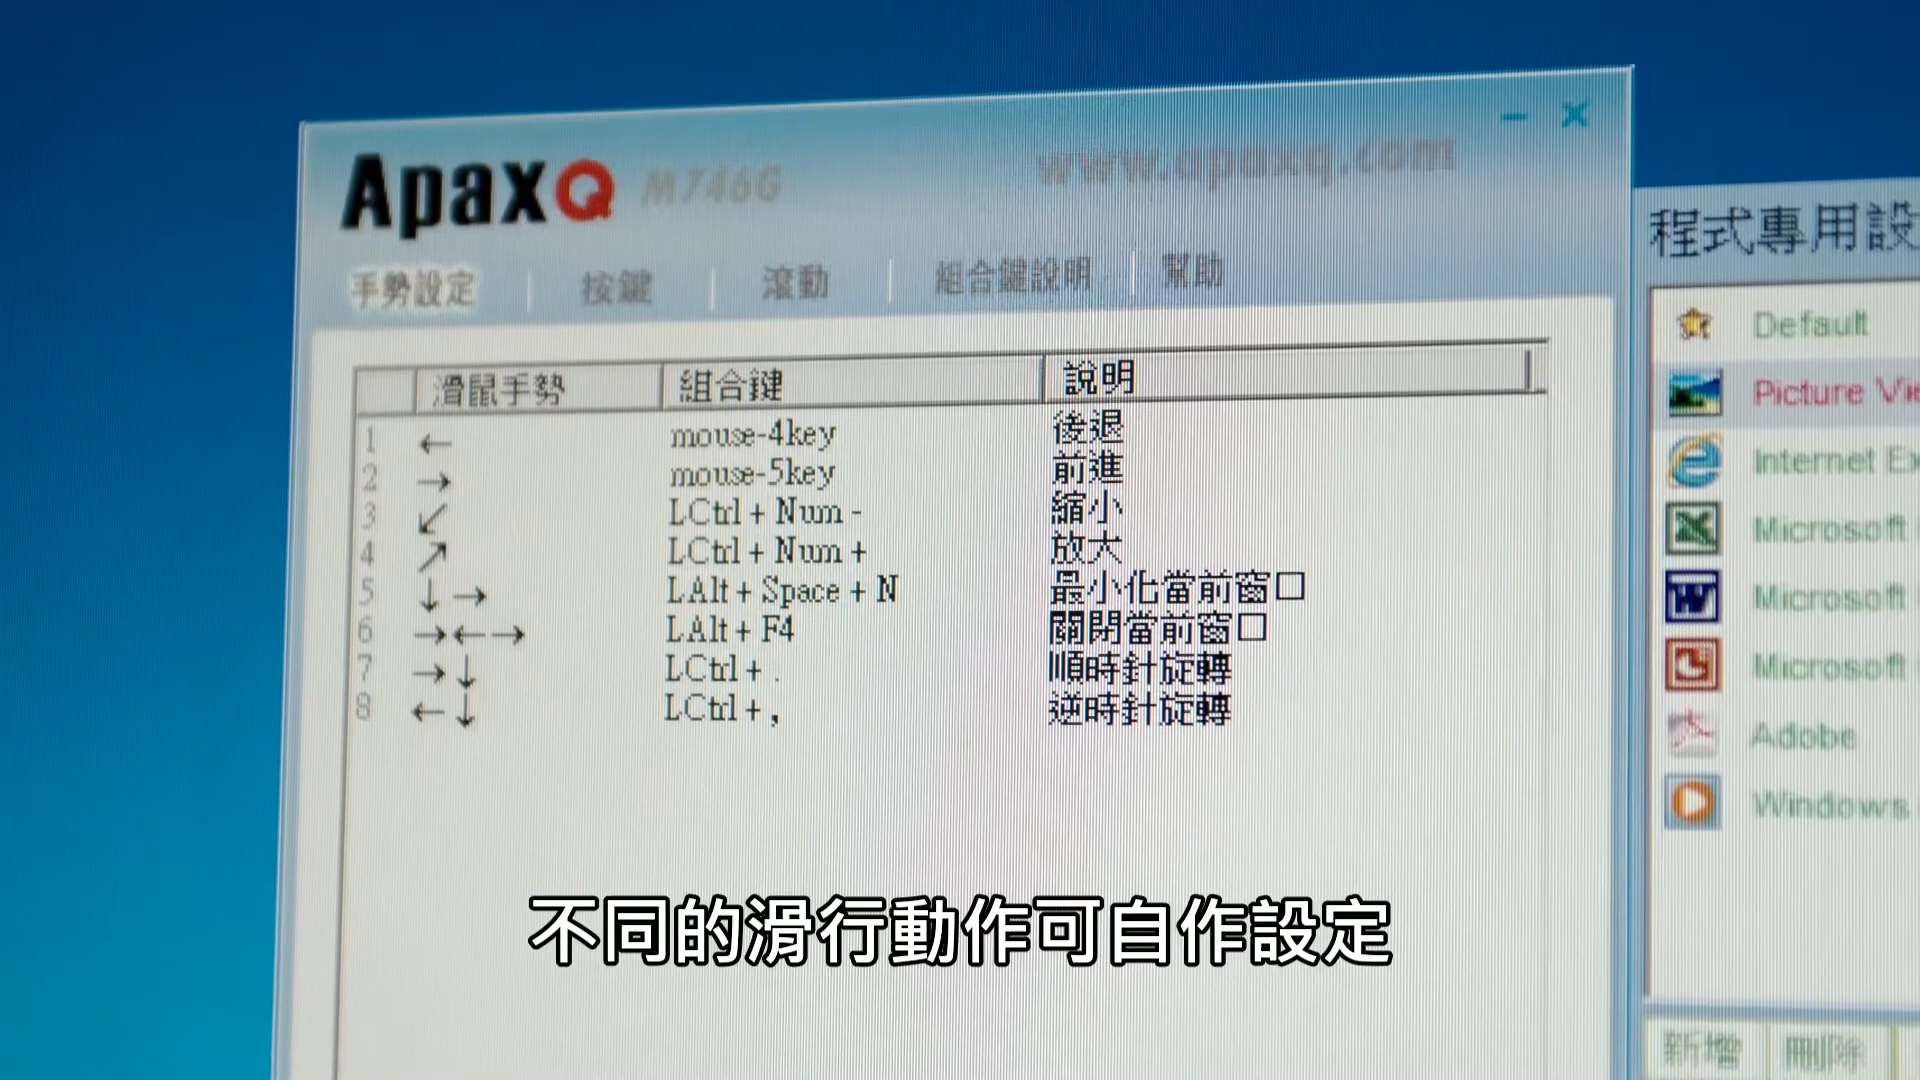 ApaxQ M746G www.apaxq.com
手勢設定 按鍵 滾動 組合鍵說明 幫助
滑鼠手勢 組合鍵 說明
1 ← mouse-4key 後退
2 → mouse-5key 前進
3 ↙ LCtrl + Num - 縮小
4 ↗ LCtrl + Num + 放大
5 ↓→ LAlt + Space + N 最小化當前窗口
6 →←→ LAlt + F4 關閉當前窗口
7 →↓ LCtrl + . 順時針旋轉
8 ←↓ LCtrl + , 逆時針旋轉
程式專用設
Default
Picture Vie
Internet Ex
Microsoft
Microsoft
Microsoft
Adobe
Windows
新增 刪除
不同的滑行動作可自作設定